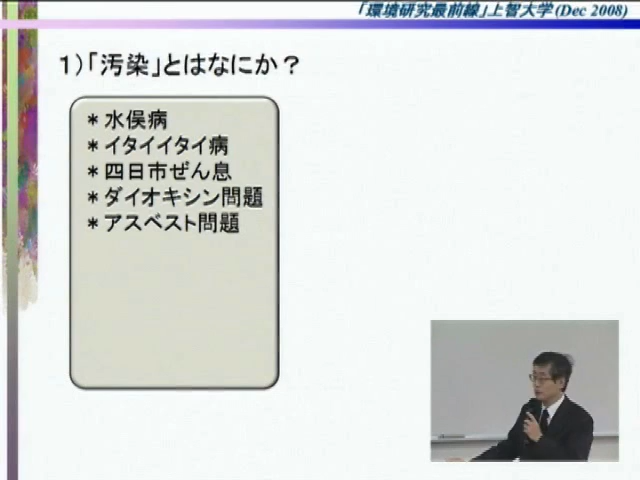 「環境研究最前線」上智大学(Dec 2008)
1)「汚染」とはなにか？
＊水俣病
＊イタイイタイ病
＊四日市ぜん息
＊ダイオキシン問題
＊アスベスト問題